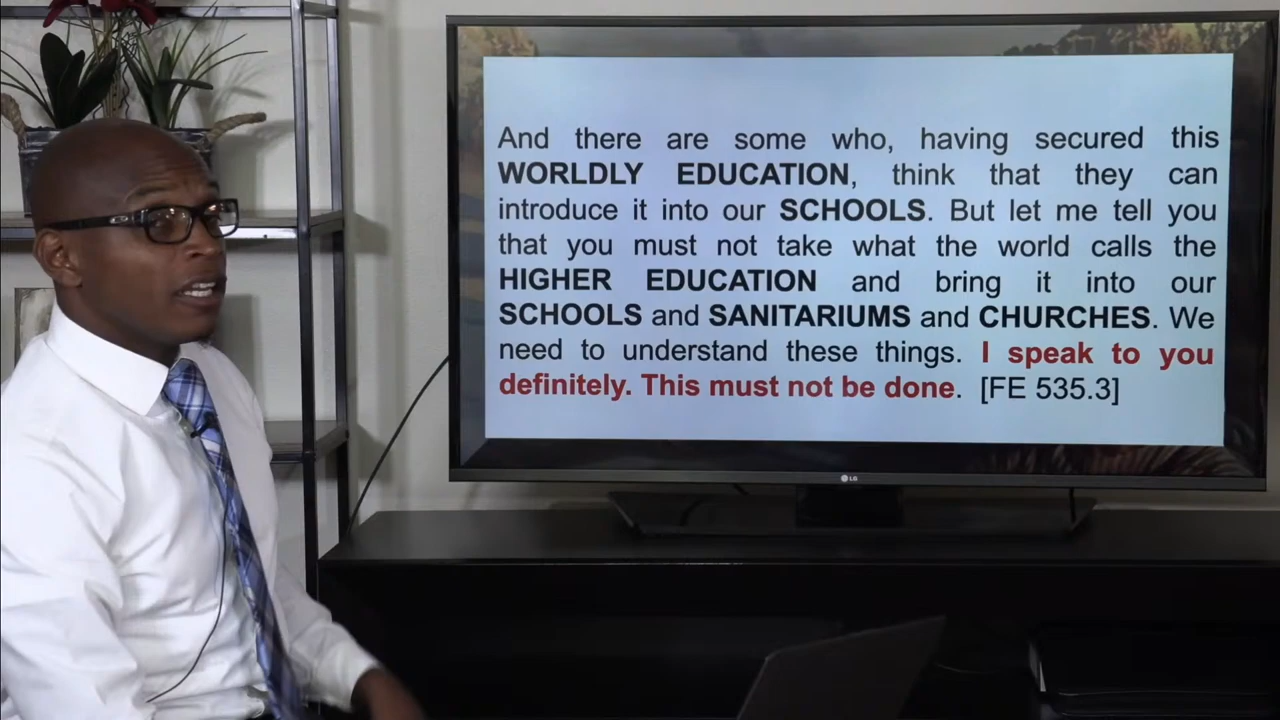 And there are some who, having secured this
WORLDLY EDUCATION, think that they can
introduce it into our SCHOOLS. But let me tell you
that you must not take what the world calls the
HIGHER EDUCATION and bring it into our
SCHOOLS and SANITARIUMS and CHURCHES. We
need to understand these things. I speak to you
definitely. This must not be done. [FE 535.3]
LG